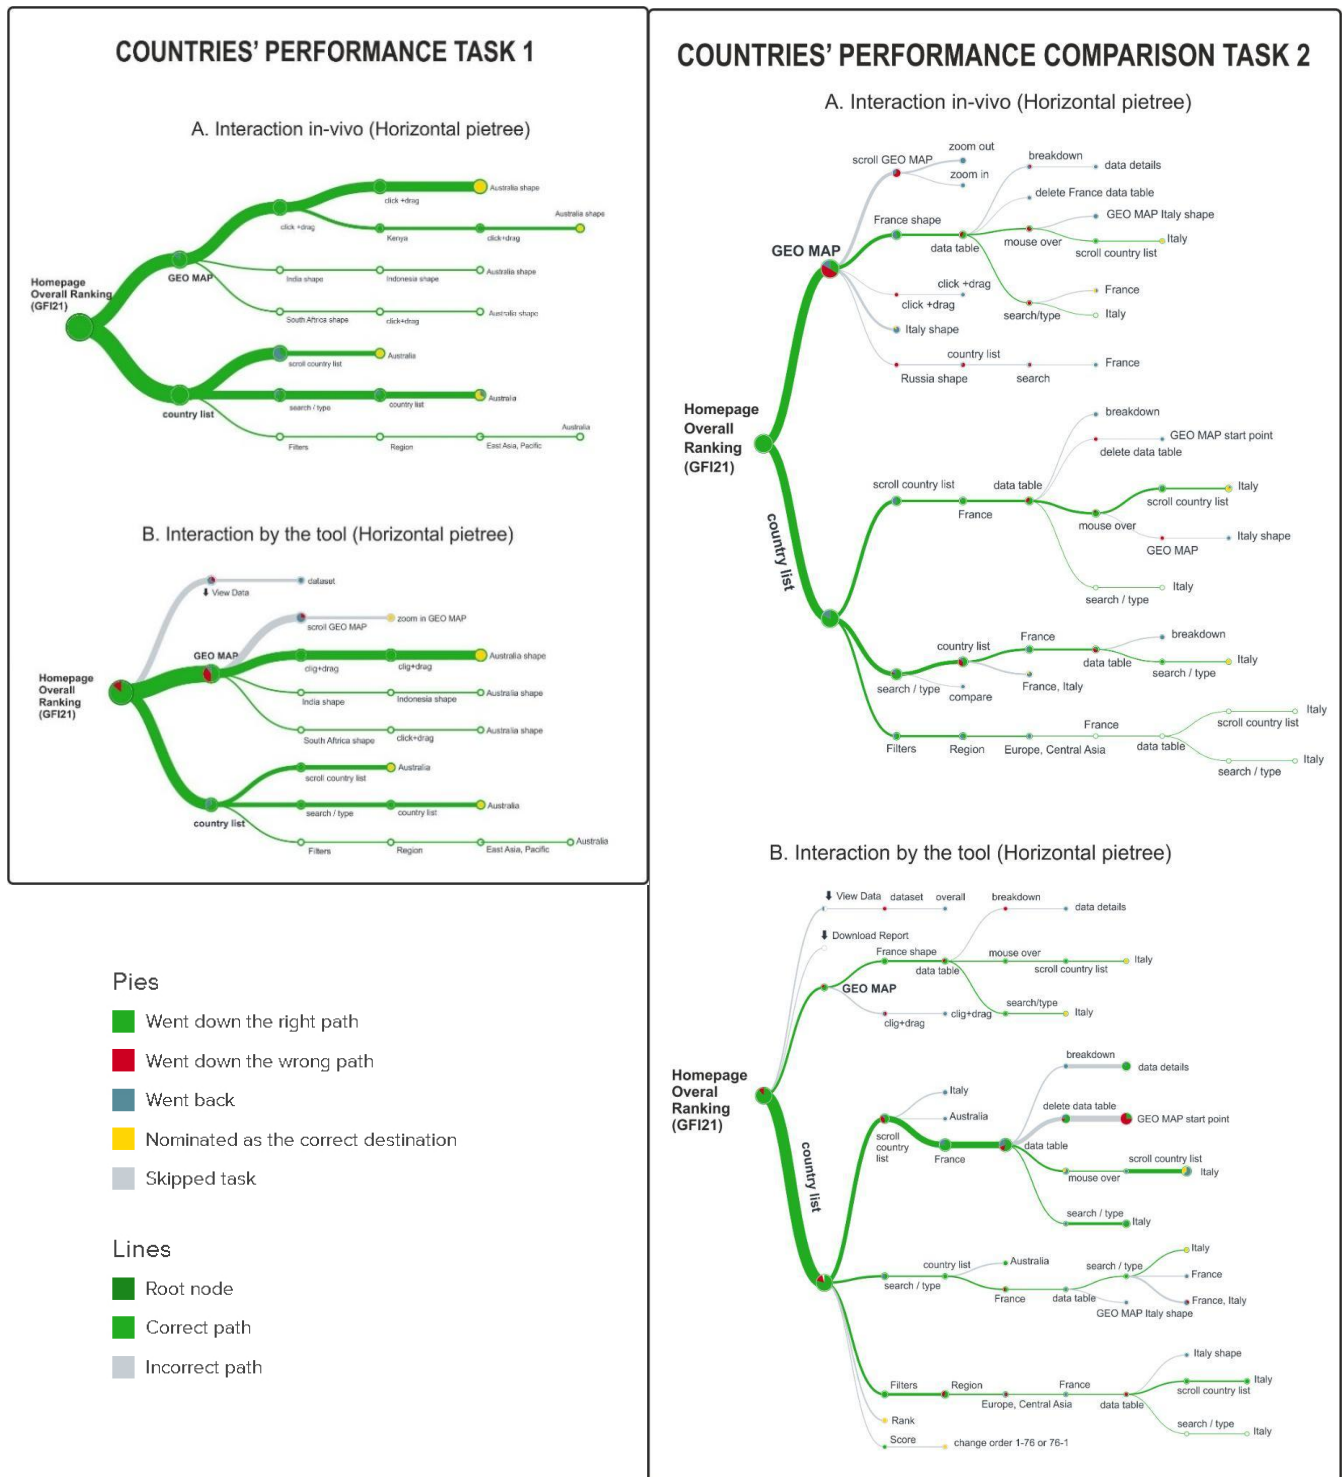 COUNTRIES' PERFORMANCE TASK 1
A. Interaction in-vivo (Horizontal pietree)
Homepage
Overall Ranking
(GFI21)
GEO MAP
click +drag
click +drag
Australia shape
Kenya
click+drag
Australia shape
India shape
Indonesia shape
Australia shape
South Africa shape
click+drag
Australia shape
country list
scroll country list
Australia
search / type
country list
Australia
Filters
Region
East Asia, Pacific
Australia
B. Interaction by the tool (Horizontal pietree)
Homepage
Overall
Ranking
(GFI21)
⬇ View Data
dataset
GEO MAP
scroll GEO MAP
zoom in GEO MAP
clig+drag
clig+drag
Australia shape
India shape
Indonesia shape
Australia shape
South Africa shape
click+drag
Australia shape
country list
scroll country list
Australia
search / type
country list
Australia
Filters
Region
East Asia, Pacific
Australia
Pies
Went down the right path
Went down the wrong path
Went back
Nominated as the correct destination
Skipped task
Lines
Root node
Correct path
Incorrect path
COUNTRIES' PERFORMANCE COMPARISON TASK 2
A. Interaction in-vivo (Horizontal pietree)
Homepage
Overall
Ranking
(GFI21)
GEO MAP
scroll GEO MAP
zoom out
zoom in
France shape
data table
breakdown
data details
delete France data table
mouse over
GEO MAP Italy shape
scroll country list
Italy
search/type
France
Italy
click +drag
click +drag
Italy shape
Russia shape
country list
search
France
country list
scroll country list
France
data table
breakdown
delete data table
GEO MAP start point
mouse over
scroll country list
Italy
GEO MAP
Italy shape
search / type
Italy
search / type
country list
compare
France
France, Italy
data table
breakdown
search / type
Italy
Filters
Region
Europe, Central Asia
France
data table
scroll country list
Italy
search / type
Italy
B. Interaction by the tool (Horizontal pietree)
Homepage
Overal
Ranking
(GFI21)
⬇ View Data
dataset
overall
⬇ Download Report
GEO MAP
France shape
data table
breakdown
data details
mouse over
scroll country list
Italy
search/type
Italy
clig+drag
clig+drag
country list
scroll
country
list
Italy
Australia
France
data table
breakdown
data details
delete data table
GEO MAP start point
mouse over
scroll country list
Italy
search / type
Italy
search / type
country list
Australia
France
data table
search / type
Italy
France
France, Italy
GEO MAP Italy shape
Filters
Region
Europe, Central Asia
France
data table
Italy shape
scroll country list
Italy
search / type
Italy
Rank
Score
change order 1-76 or 76-1